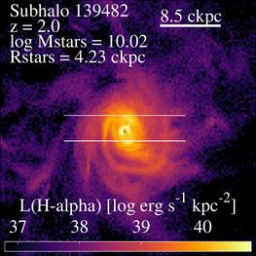 Subhalo 139482
8.5 ckpc
z = 2.0
log Mstars = 10.02
Rstars = 4.23 ckpc
L(H-alpha) [log erg s⁻¹ kpc⁻²]
37 38 39 40